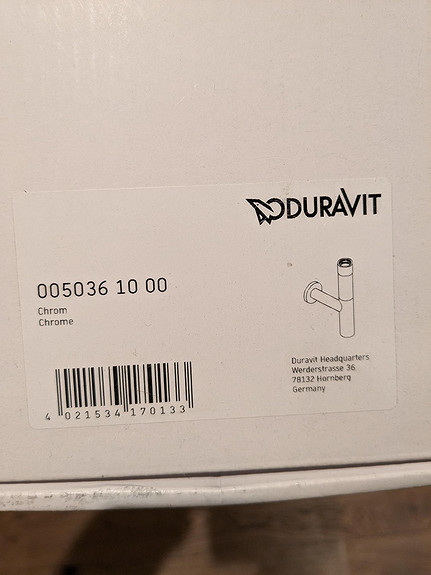 DURAVIT
005036 10 00
Chrom
Chrome
Duravit Headquarters
Werderstrasse 36
78132 Hornberg
Germany
4 021534 170133